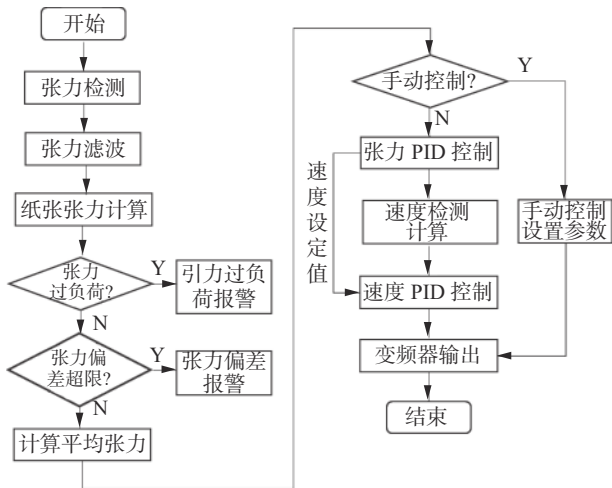 开始
张力检测
张力滤波
纸张张力计算
张力
过负荷?
Y
引力过负
荷报警
N
张力偏
差超限?
Y
张力偏差
报警
N
计算平均张力
手动控制?
Y
N
张力 PID 控制
速度设定值
速度检测
计算
手动控制
设置参数
速度 PID 控制
变频器输出
结束